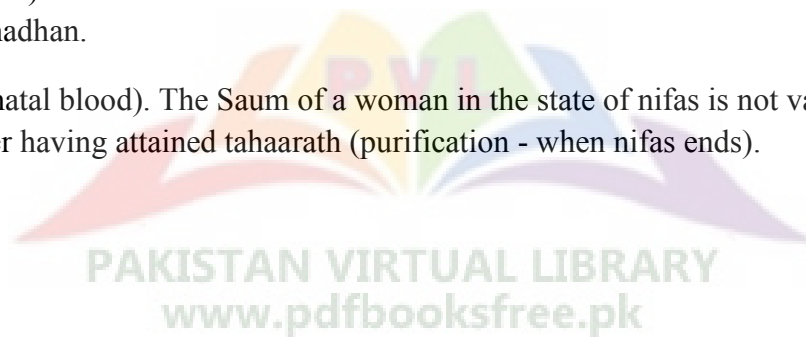 adhan.
natal blood). The Saum of a woman in the state of nifas is not va
r having attained tahaarath (purification - when nifas ends).
PVL
PAKISTAN VIRTUAL LIBRARY
www.pdfbooksfree.pk